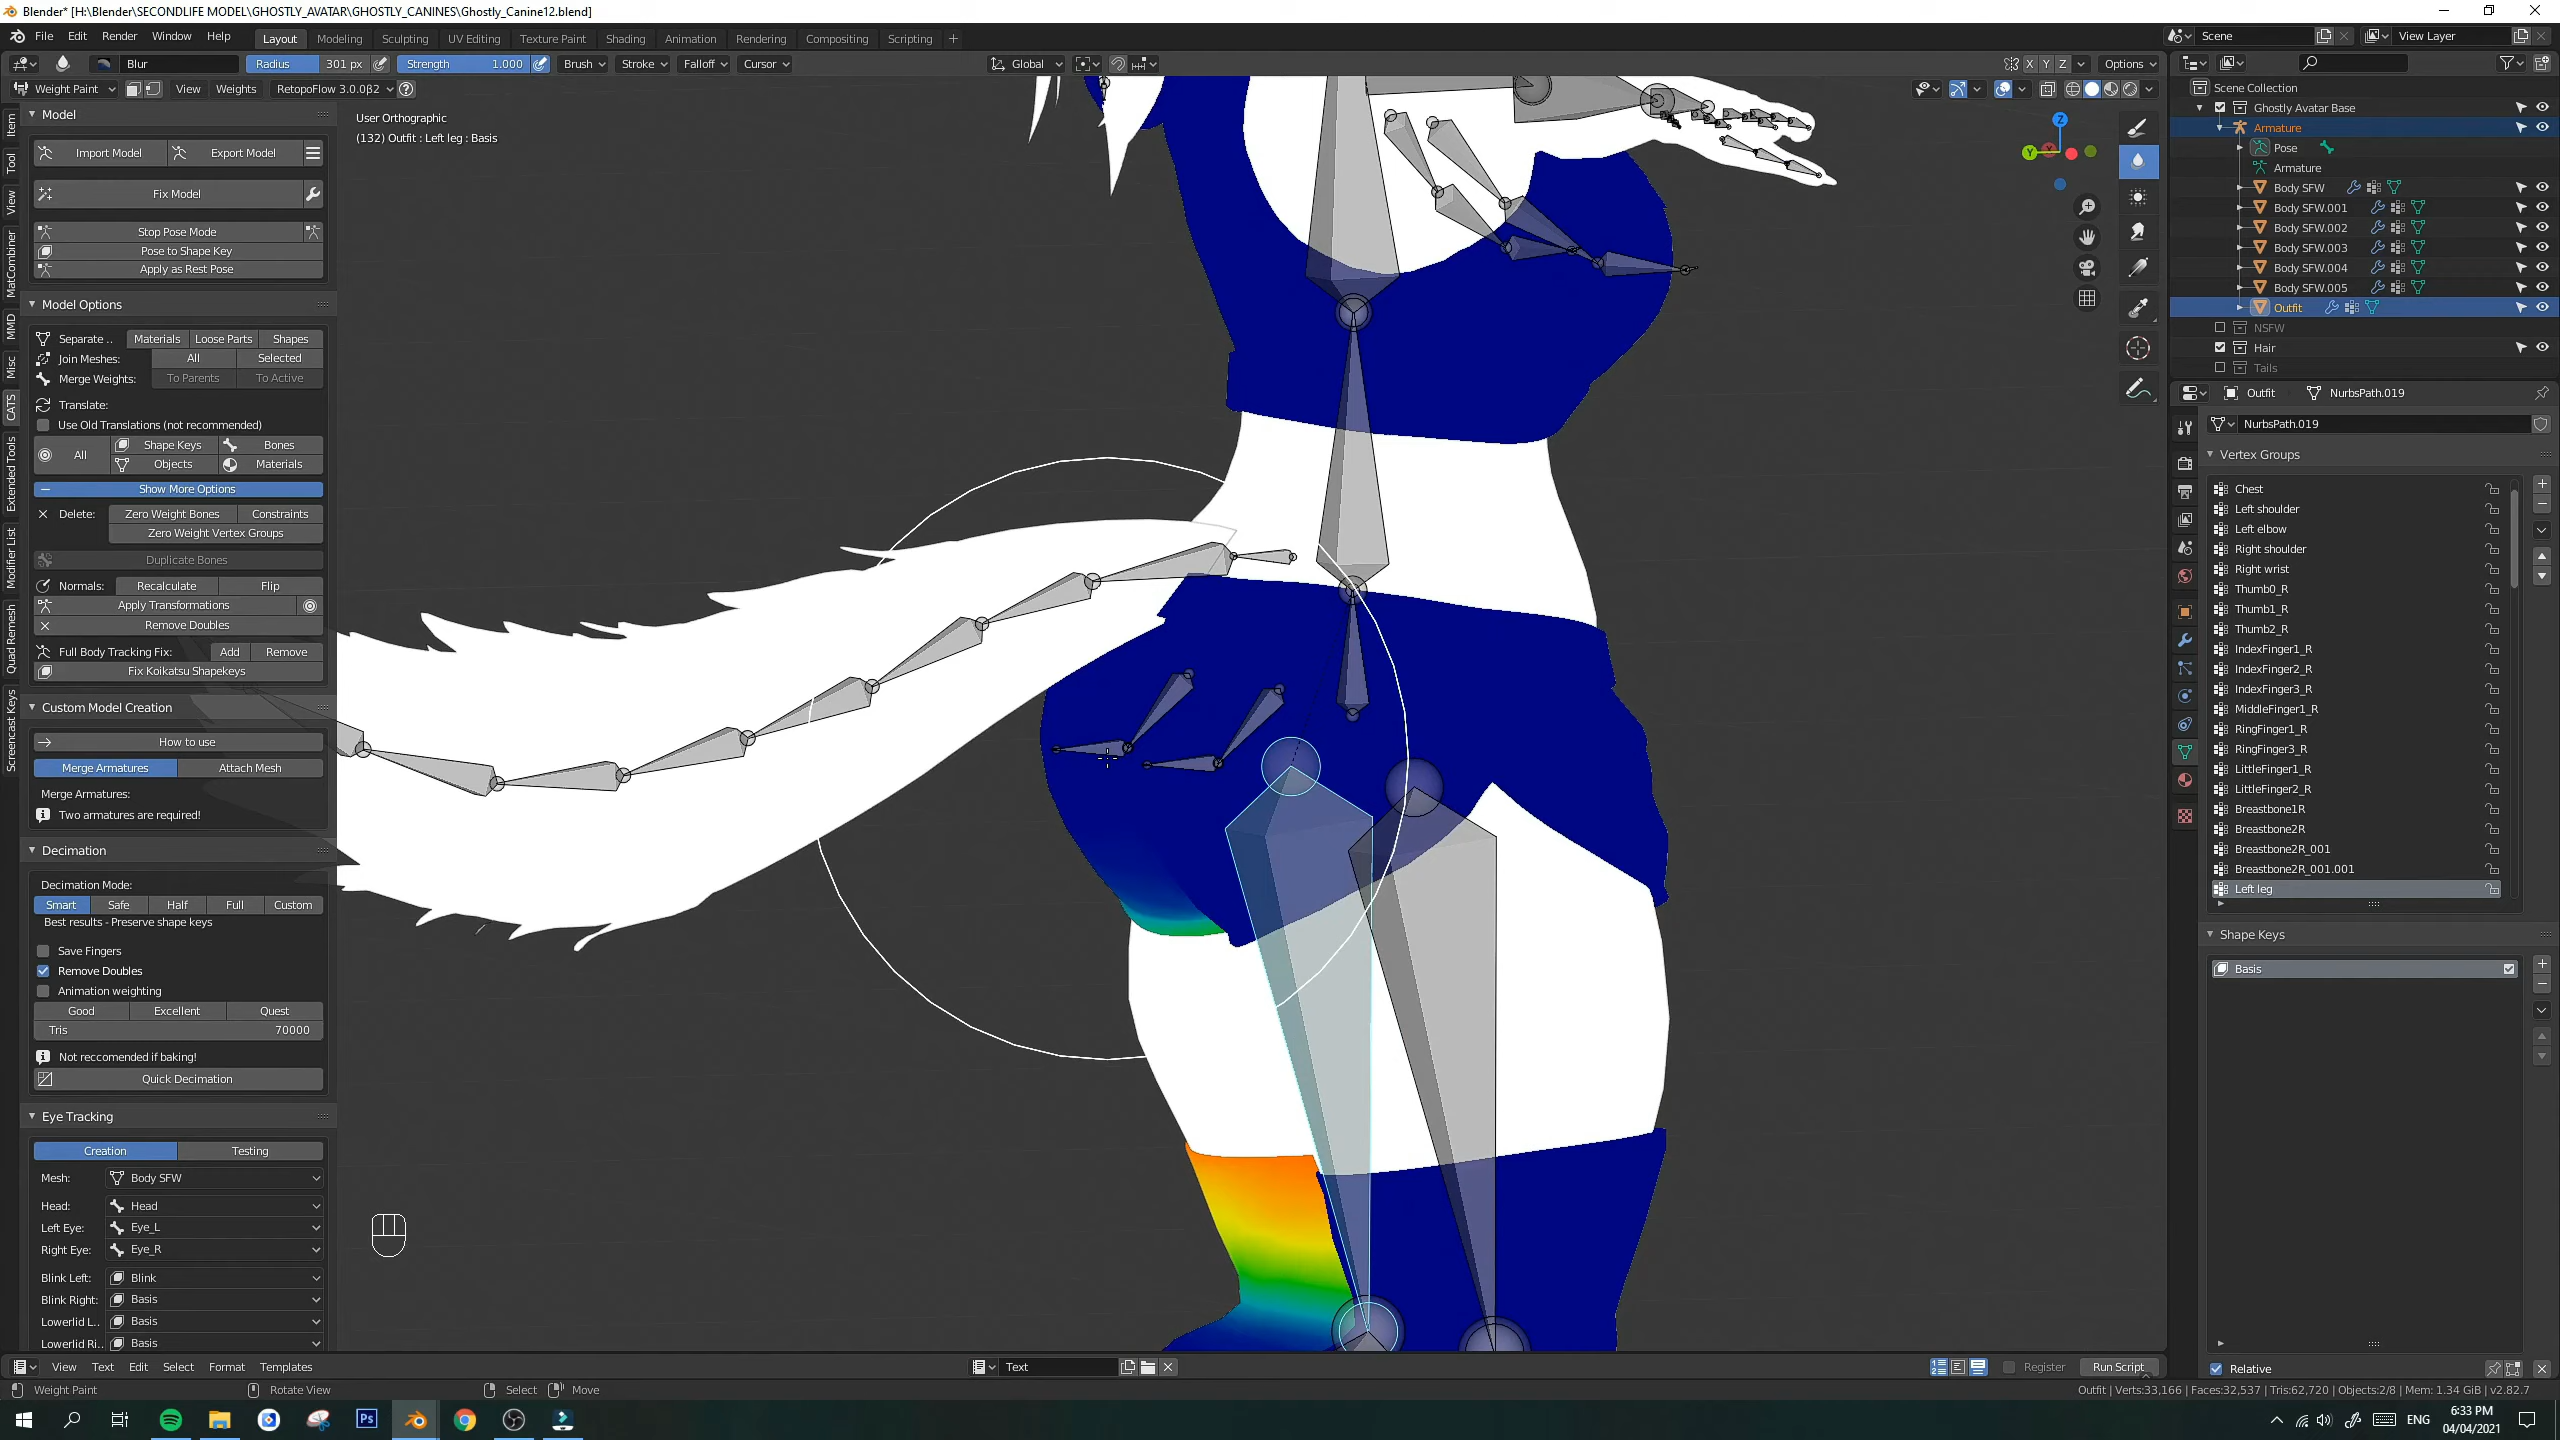 Blender* [H:\Blender\SECONDLIFE MODEL\GHOSTLY_AVATAR\GHOSTLY_CANINES\Ghostly_Canine12.blend]
File Edit Render Window Help Layout Modeling Sculpting UV Editing Texture Paint Shading Animation Rendering Compositing Scripting + Scene View Layer
Blur Radius 301 px Strength 1.000 Brush Stroke Falloff Cursor Global X Y Z Options
Weight Paint View Weights RetopoFlow 3.0.0β2
Item
Tool
View
MatCombiner
MMD
Misc
CATS
Extended Tools
Modifier List
Quad Remesh
Screencast Keys
Model
Import Model Export Model
Fix Model
Stop Pose Mode
Pose to Shape Key
Apply as Rest Pose
Model Options
Separate .. Materials Loose Parts Shapes
Join Meshes: All Selected
Merge Weights: To Parents To Active
Translate:
Use Old Translations (not recommended)
All Shape Keys Bones
Objects Materials
Show More Options
Delete: Zero Weight Bones Constraints
Zero Weight Vertex Groups
Duplicate Bones
Normals: Recalculate Flip
Apply Transformations
Remove Doubles
Full Body Tracking Fix: Add Remove
Fix Koikatsu Shapekeys
Custom Model Creation
How to use
Merge Armatures Attach Mesh
Merge Armatures:
Two armatures are required!
Decimation
Decimation Mode:
Smart Safe Half Full Custom
Best results - Preserve shape keys
Save Fingers
Remove Doubles
Animation weighting
Good Excellent Quest
Tris 70000
Not reccomended if baking!
Quick Decimation
Eye Tracking
Creation Testing
Mesh: Body SFW
Head: Head
Left Eye: Eye_L
Right Eye: Eye_R
Blink Left: Blink
Blink Right: Basis
Lowerlid L.. Basis
Lowerlid Ri.. Basis
User Orthographic
(132) Outfit : Left leg : Basis
Z
Y
Scene Collection
Ghostly Avatar Base
Armature
Pose
Armature
Body SFW
Body SFW.001
Body SFW.002
Body SFW.003
Body SFW.004
Body SFW.005
Outfit
NSFW
Hair
Tails
Outfit NurbsPath.019
NurbsPath.019
Vertex Groups
Chest
Left shoulder
Left elbow
Right shoulder
Right wrist
Thumb0_R
Thumb1_R
Thumb2_R
IndexFinger1_R
IndexFinger2_R
IndexFinger3_R
MiddleFinger1_R
RingFinger1_R
RingFinger3_R
LittleFinger1_R
LittleFinger2_R
Breastbone1R
Breastbone2R
Breastbone2R_001
Breastbone2R_001.001
Left leg
Shape Keys
Basis
Relative
View Text Edit Select Format Templates Text Register Run Script
Weight Paint Rotate View Select Move Outfit | Verts:33,166 | Faces:32,537 | Tris:62,720 | Objects:2/8 | Mem: 1.34 GiB | v2.82.7
Ps ENG 6:33 PM
04/04/2021